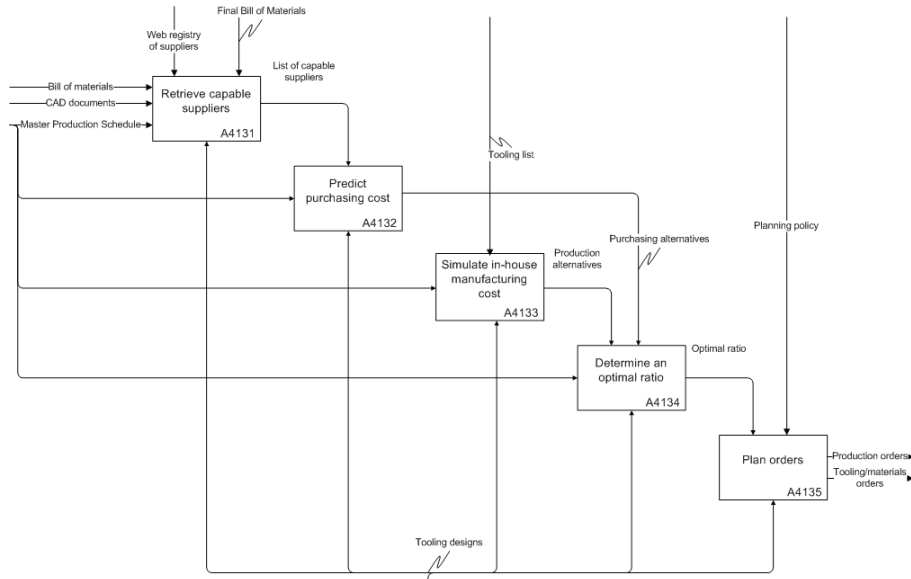 Final Bill of Materials
Web registry
of suppliers
List of capable
suppliers
Bill of materials
CAD documents
Master Production Schedule
Retrieve capable
suppliers
A4131
Tooling list
Predict
purchasing cost
A4132
Planning policy
Purchasing alternatives
Production
alternatives
Simulate in-house
manufacturing
cost
A4133
Optimal ratio
Determine an
optimal ratio
A4134
Plan orders
A4135
Production orders
Tooling/materials
orders
Tooling designs